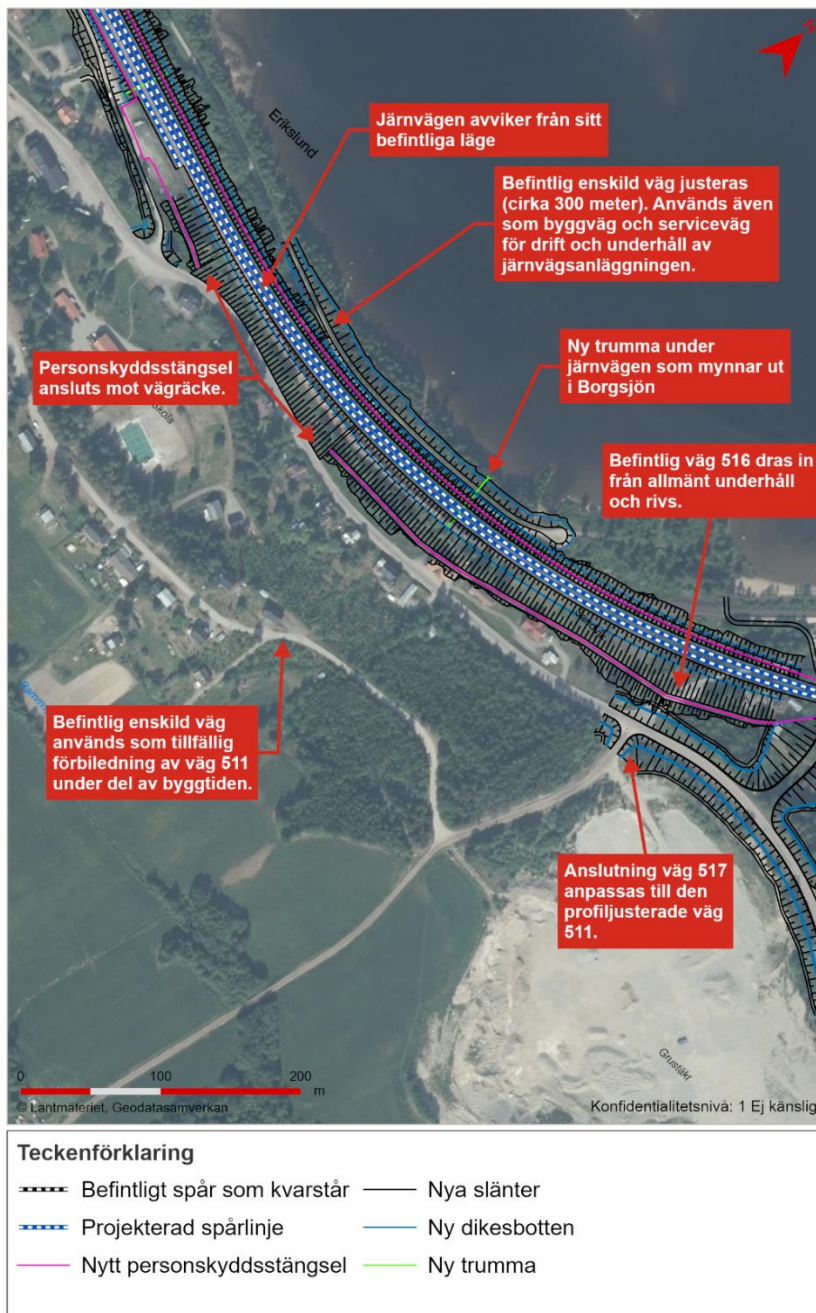 Erikslund
Järnvägen avviker från sitt
befintliga läge
Befintlig enskild väg justeras
(cirka 300 meter). Används även
som byggväg och serviceväg
för drift och underhåll av
järnvägsanläggningen.
Personskyddsstängsel
ansluts mot vägräcke.
Skola
Ny trumma under
järnvägen som mynnar ut
i Borgsjön
Befintlig väg 516 dras in
från allmänt underhåll
och rivs.
Befintlig enskild väg
används som tillfällig
förbiledning av väg 511
under del av byggtiden.
Anslutning väg 517
anpassas till den
profiljusterade väg
511.
Grustäkt
0 100 200
m
© Lantmäteriet, Geodatasamverkan
Konfidentialitetsnivå: 1 Ej känslig
Teckenförklaring
Befintligt spår som kvarstår
Nya slänter
Projekterad spårlinje
Ny dikesbotten
Nytt personskyddsstängsel
Ny trumma